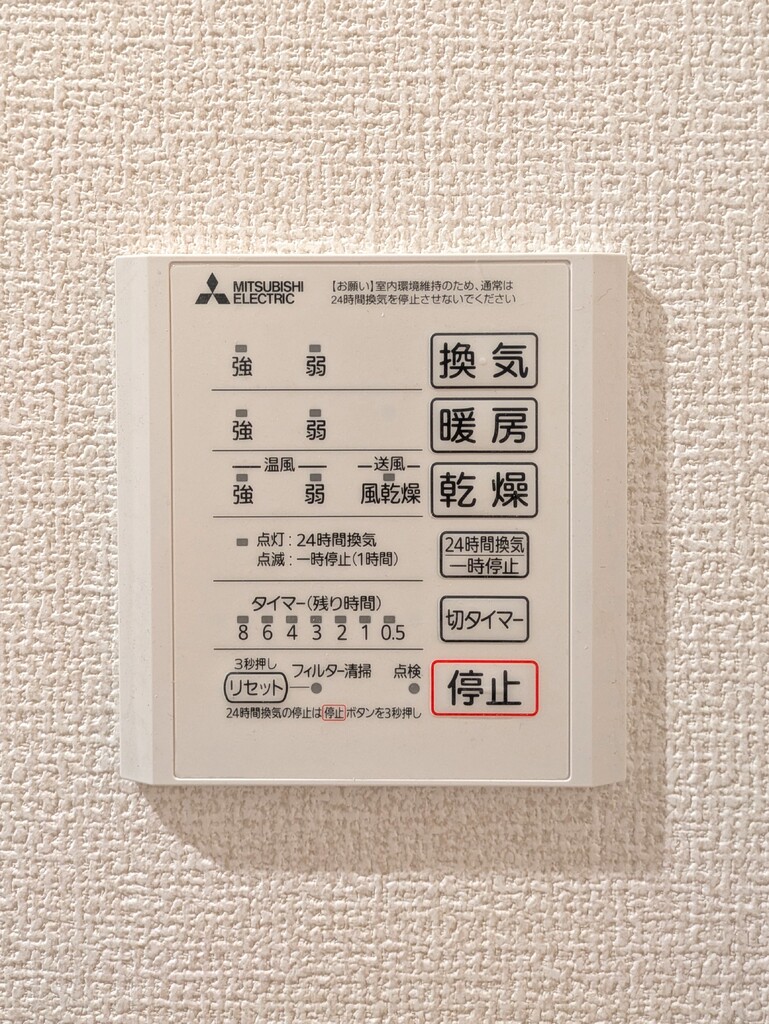 MITSUBISHI
ELECTRIC
【お願い】室内環境維持のため、通常は
24時間換気を停止させないでください
強 弱 換気
強 弱 暖房
温風 送風
強 弱 風乾燥 乾燥
点灯：24時間換気
点滅：一時停止(1時間)
24時間換気
一時停止
タイマー(残り時間)
8 6 4 3 2 1 0.5
切タイマー
3秒押し
リセット フィルター清掃 点検
停止
24時間換気の停止は停止ボタンを3秒押し